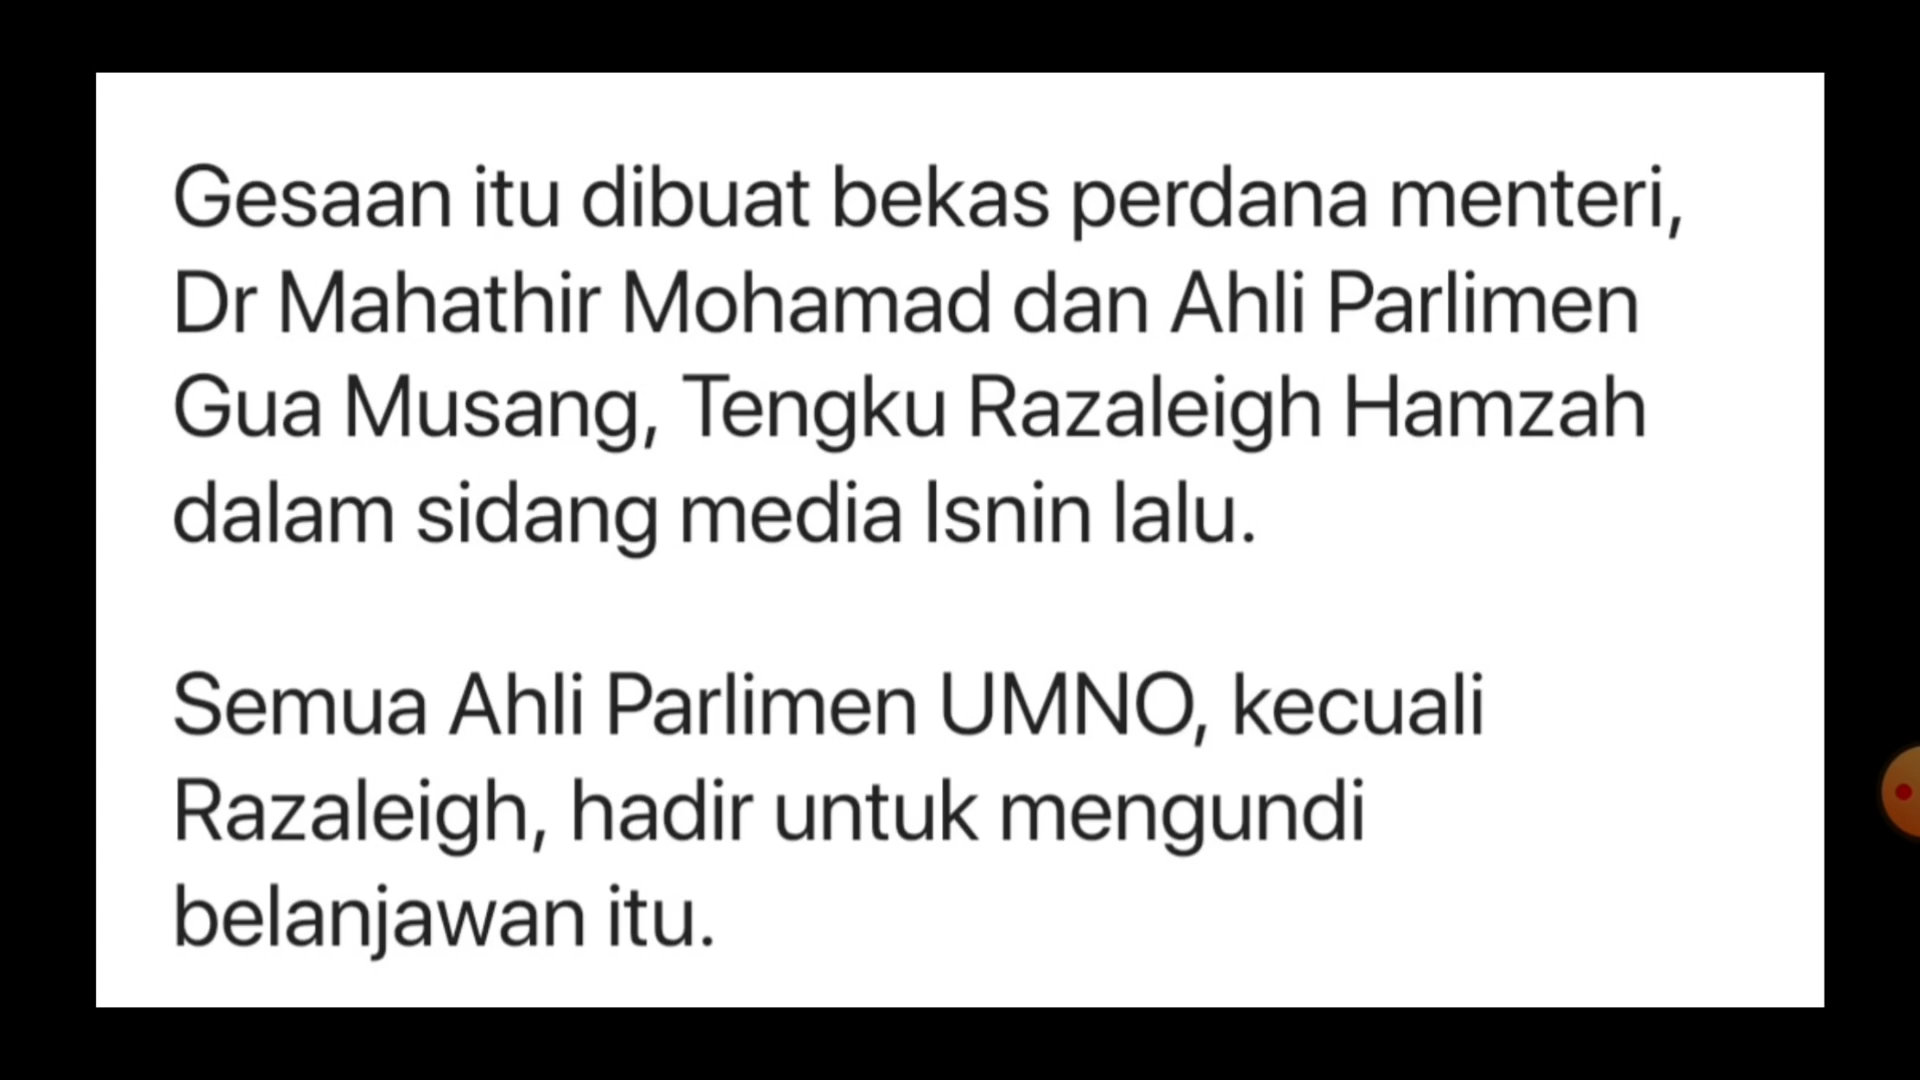 Gesaan itu dibuat bekas perdana menteri,
Dr Mahathir Mohamad dan Ahli Parlimen
Gua Musang, Tengku Razaleigh Hamzah
dalam sidang media Isnin lalu.
Semua Ahli Parlimen UMNO, kecuali
Razaleigh, hadir untuk mengundi
belanjawan itu.